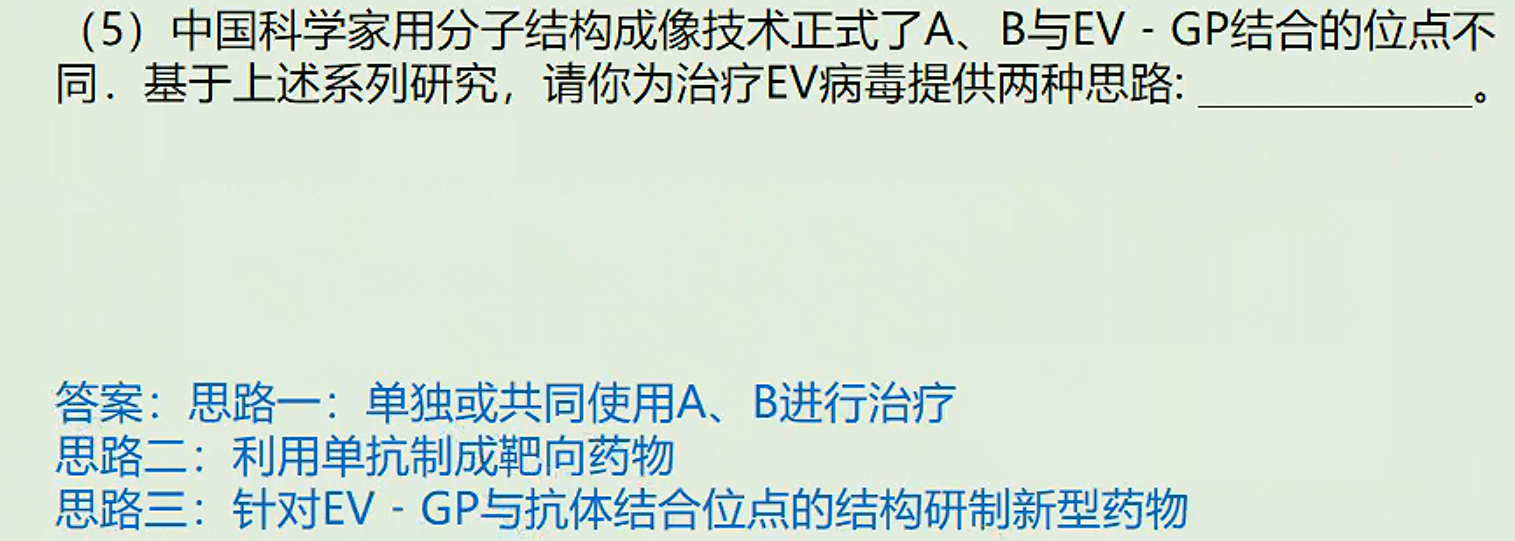 （5）中国科学家用分子结构成像技术正式了A、B与EV - GP结合的位点不
同．基于上述系列研究，请你为治疗EV病毒提供两种思路: ____________。
答案：思路一：单独或共同使用A、B进行治疗
思路二：利用单抗制成靶向药物
思路三：针对EV - GP与抗体结合位点的结构研制新型药物